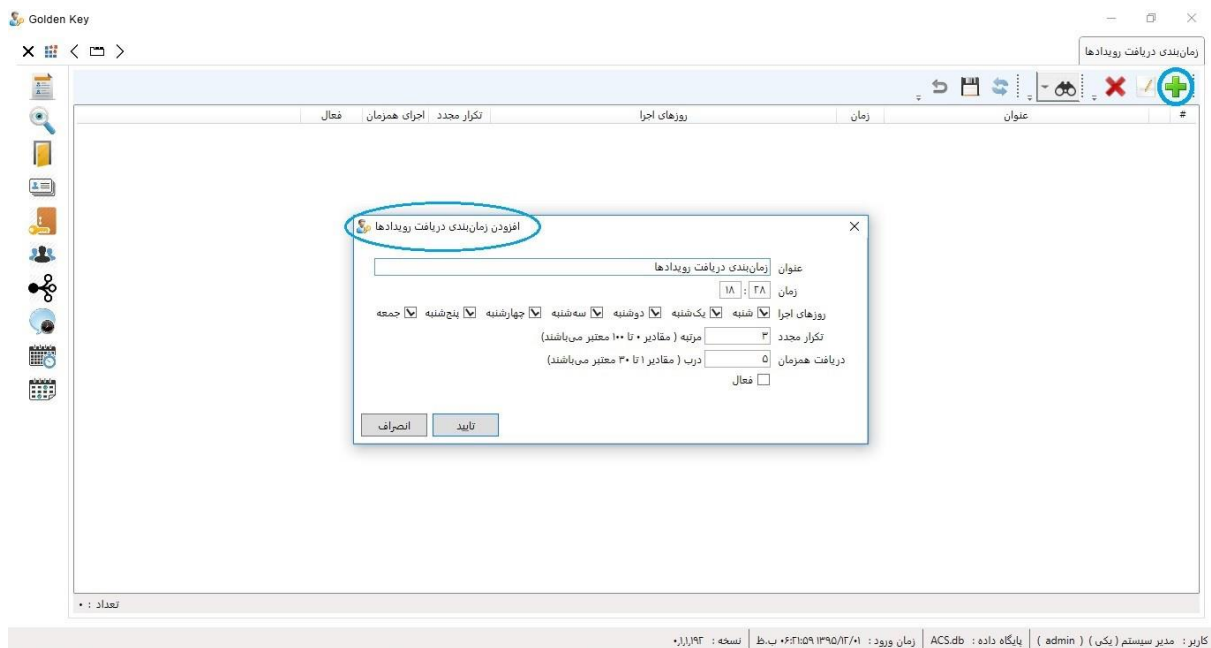 Golden Key
زمان‌بندی دریافت رویدادها
# عنوان زمان روزهای اجرا تکرار مجدد اجرای همزمان فعال
افزودن زمان‌بندی دریافت رویدادها
عنوان زمان‌بندی دریافت رویدادها
زمان ۱۸ : ۲۸
روزهای اجرا شنبه یک‌شنبه دوشنبه سه‌شنبه چهارشنبه پنج‌شنبه جمعه
تکرار مجدد ۳ مرتبه ( مقادیر ۰ تا ۱۰۰ معتبر می‌باشند)
دریافت همزمان ۵ درب ( مقادیر ۱ تا ۳۰ معتبر می‌باشند)
فعال
تایید انصراف
تعداد : ۰
کاربر : مدیر سیستم ( یکی ) ( admin ) پایگاه داده : ACS.db زمان ورود : ۱۳۹۵/۱۲/۰۱ ۰۶:۲۱:۵۹ ب.ظ نسخه : ۰,۱,۱,۱۹۲